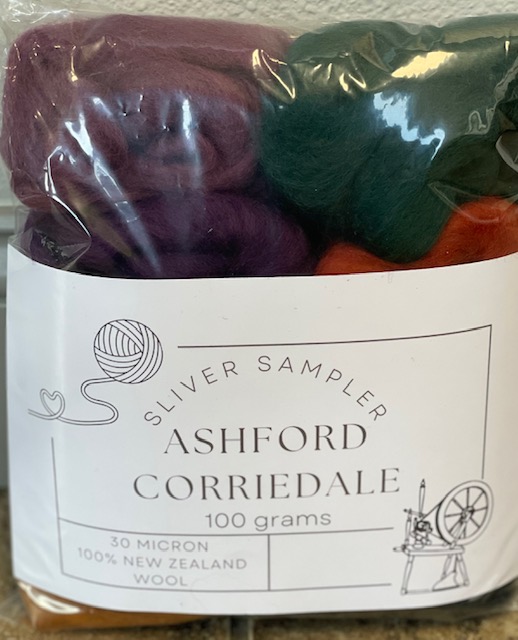 SLIVER SAMPLER
ASHFORD
CORRIEDALE
100 grams
30 MICRON
100% NEW ZEALAND
WOOL